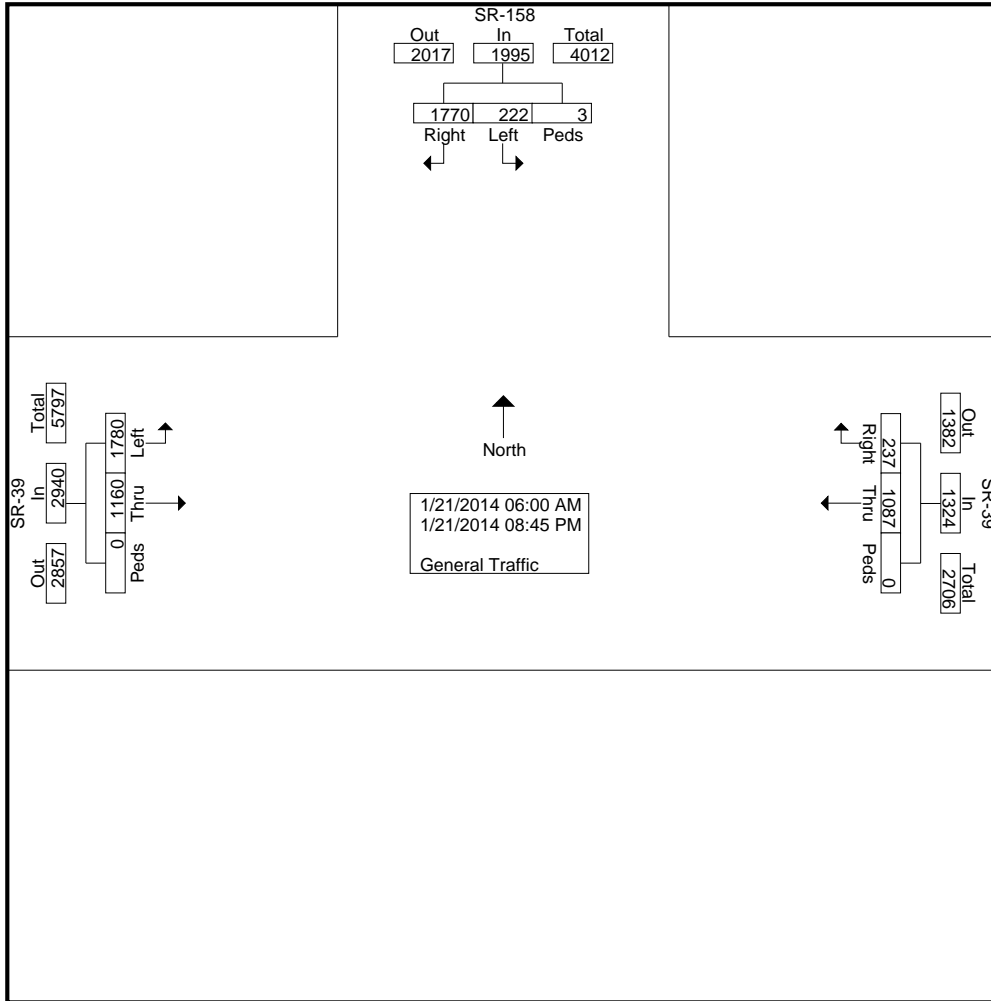 SR-158
Out In Total
2017 1995 4012
1770 222 3
Right Left Peds
SR-39
Total In Out
5797 2940 2857
1780 1160 0
Left Thru Peds
North
1/21/2014 06:00 AM
1/21/2014 08:45 PM
General Traffic
SR-39
Out In Total
1382 1324 2706
237 1087 0
Right Thru Peds